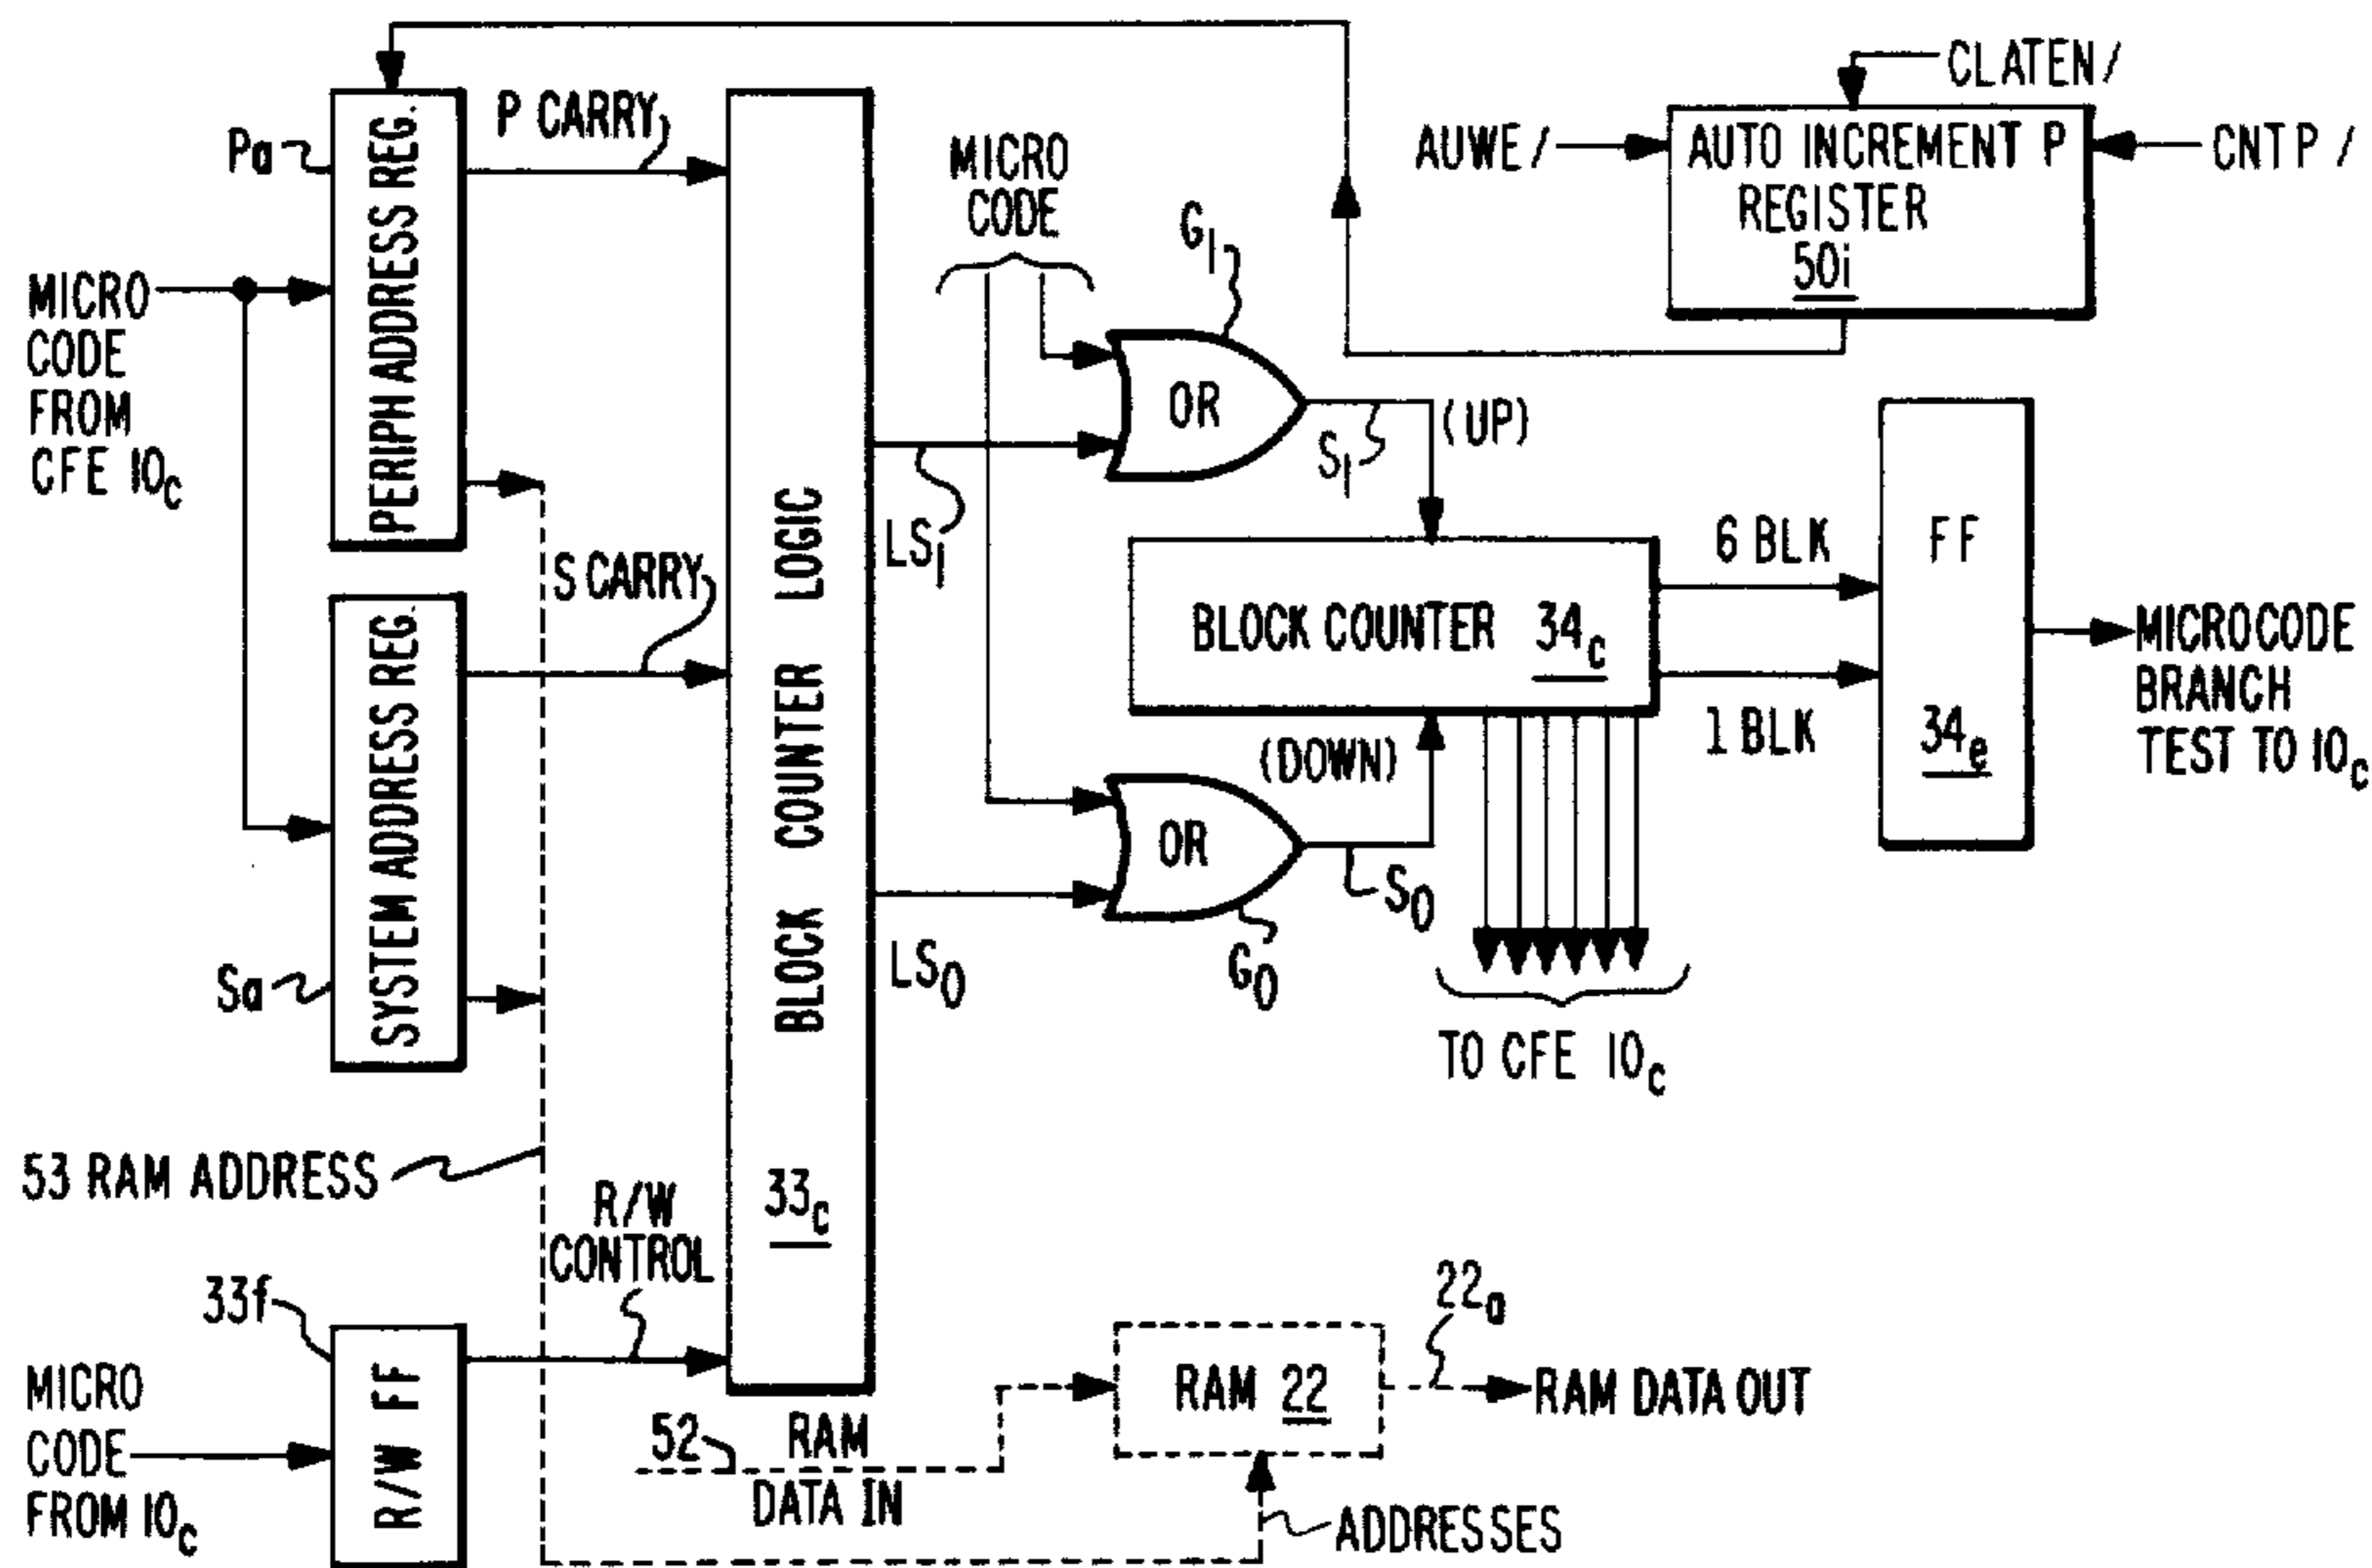 CLATEN/
AUWE/
AUTO INCREMENT P
REGISTER
50i
CNTP/
Pa
PERIPH ADDRESS REG.
P CARRY
MICRO
CODE
G1
MICRO
CODE
FROM
CFE 10c
OR
S1
(UP)
LS1
S CARRY
BLOCK COUNTER LOGIC
33c
BLOCK COUNTER 34c
6 BLK
1 BLK
FF
34e
MICROCODE
BRANCH
TEST TO 10c
(DOWN)
OR
S0
G0
LS0
Sa
SYSTEM ADDRESS REG.
TO CFE 10c
53 RAM ADDRESS
R/W
CONTROL
33f
R/W FF
MICRO
CODE
FROM 10c
52
RAM
DATA IN
RAM 22
22a
RAM DATA OUT
ADDRESSES